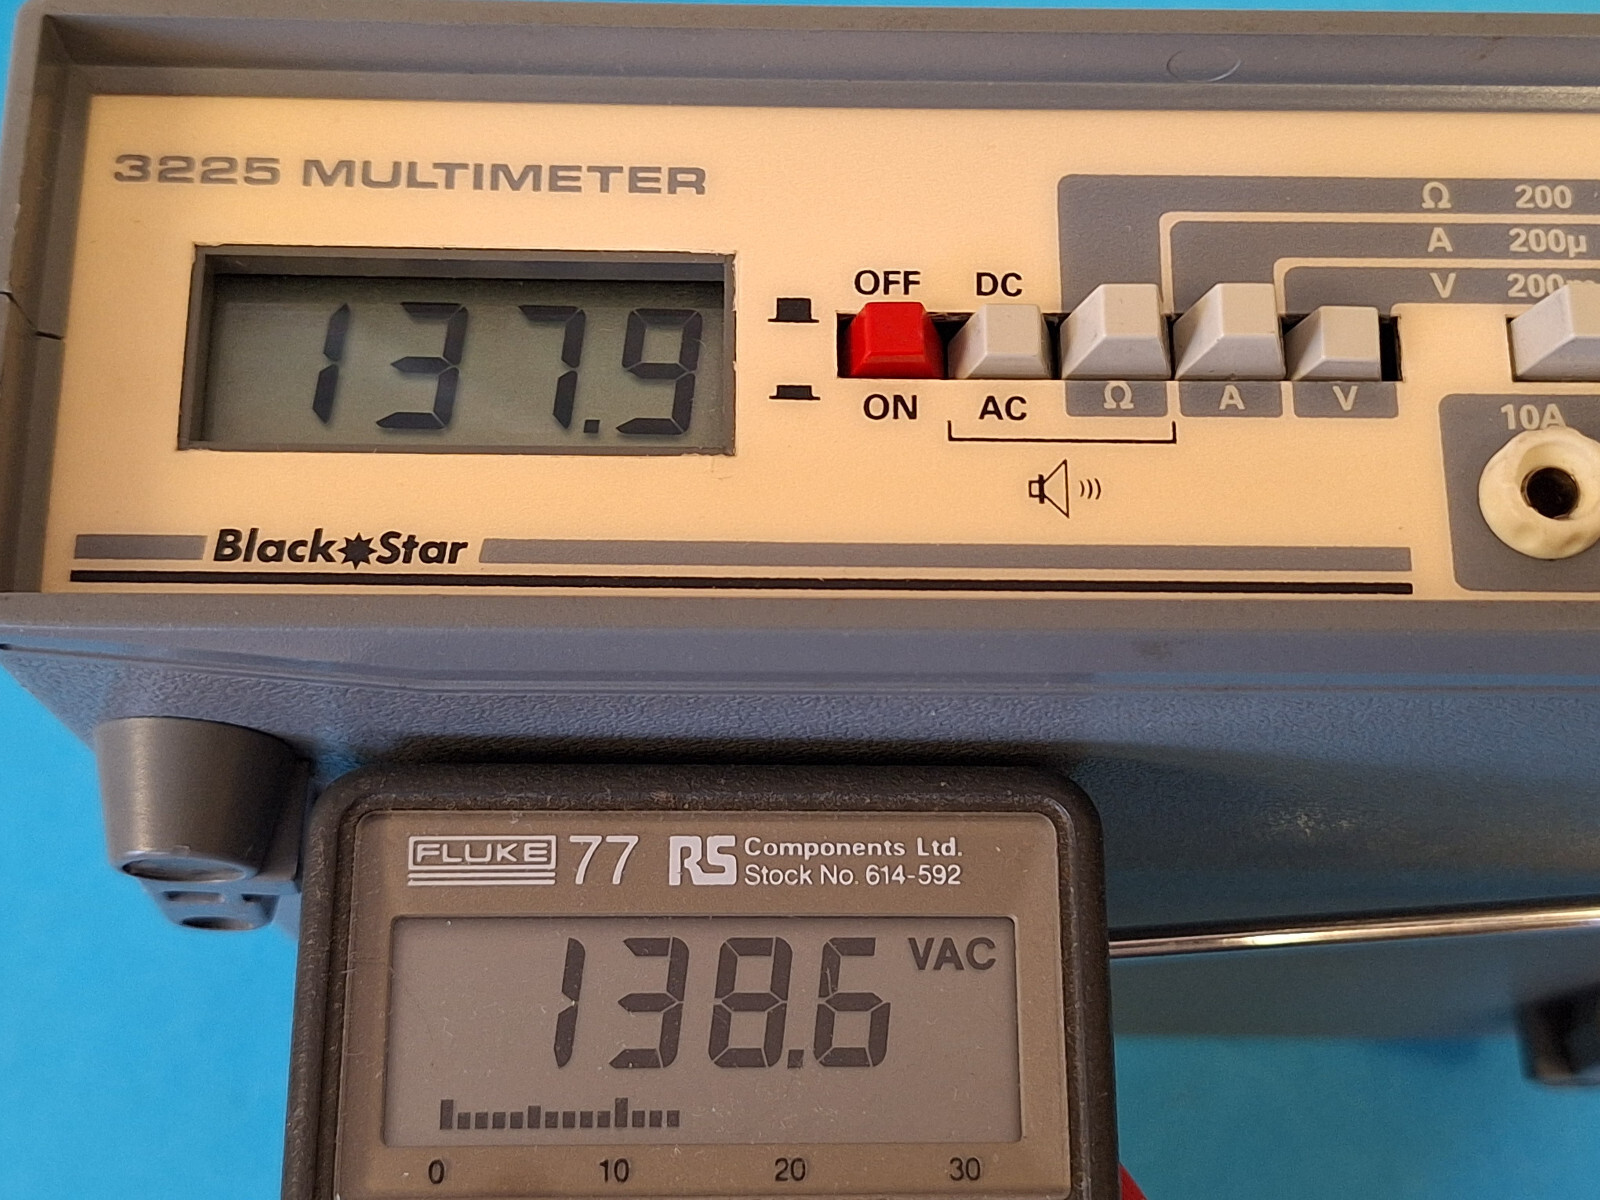 3225 MULTIMETER
Ω 200
A 200µ
V 200m
OFF DC
137.9
ON AC Ω A V
10A
Black Star
FLUKE 77 RS Components Ltd.
Stock No. 614-592
138.6 VAC
0 10 20 30